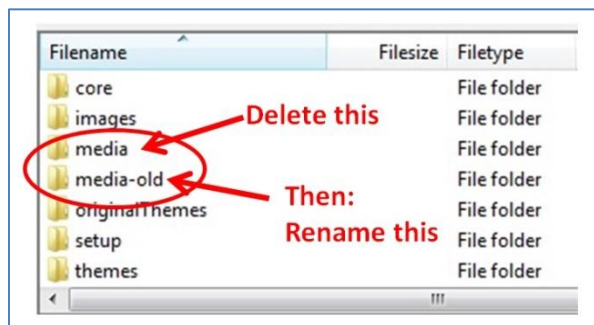 Filename Filesize Filetype
core File folder
images File folder
Delete this
media File folder
media-old File folder
Then:
originalThemes File folder
Rename this
setup File folder
themes File folder